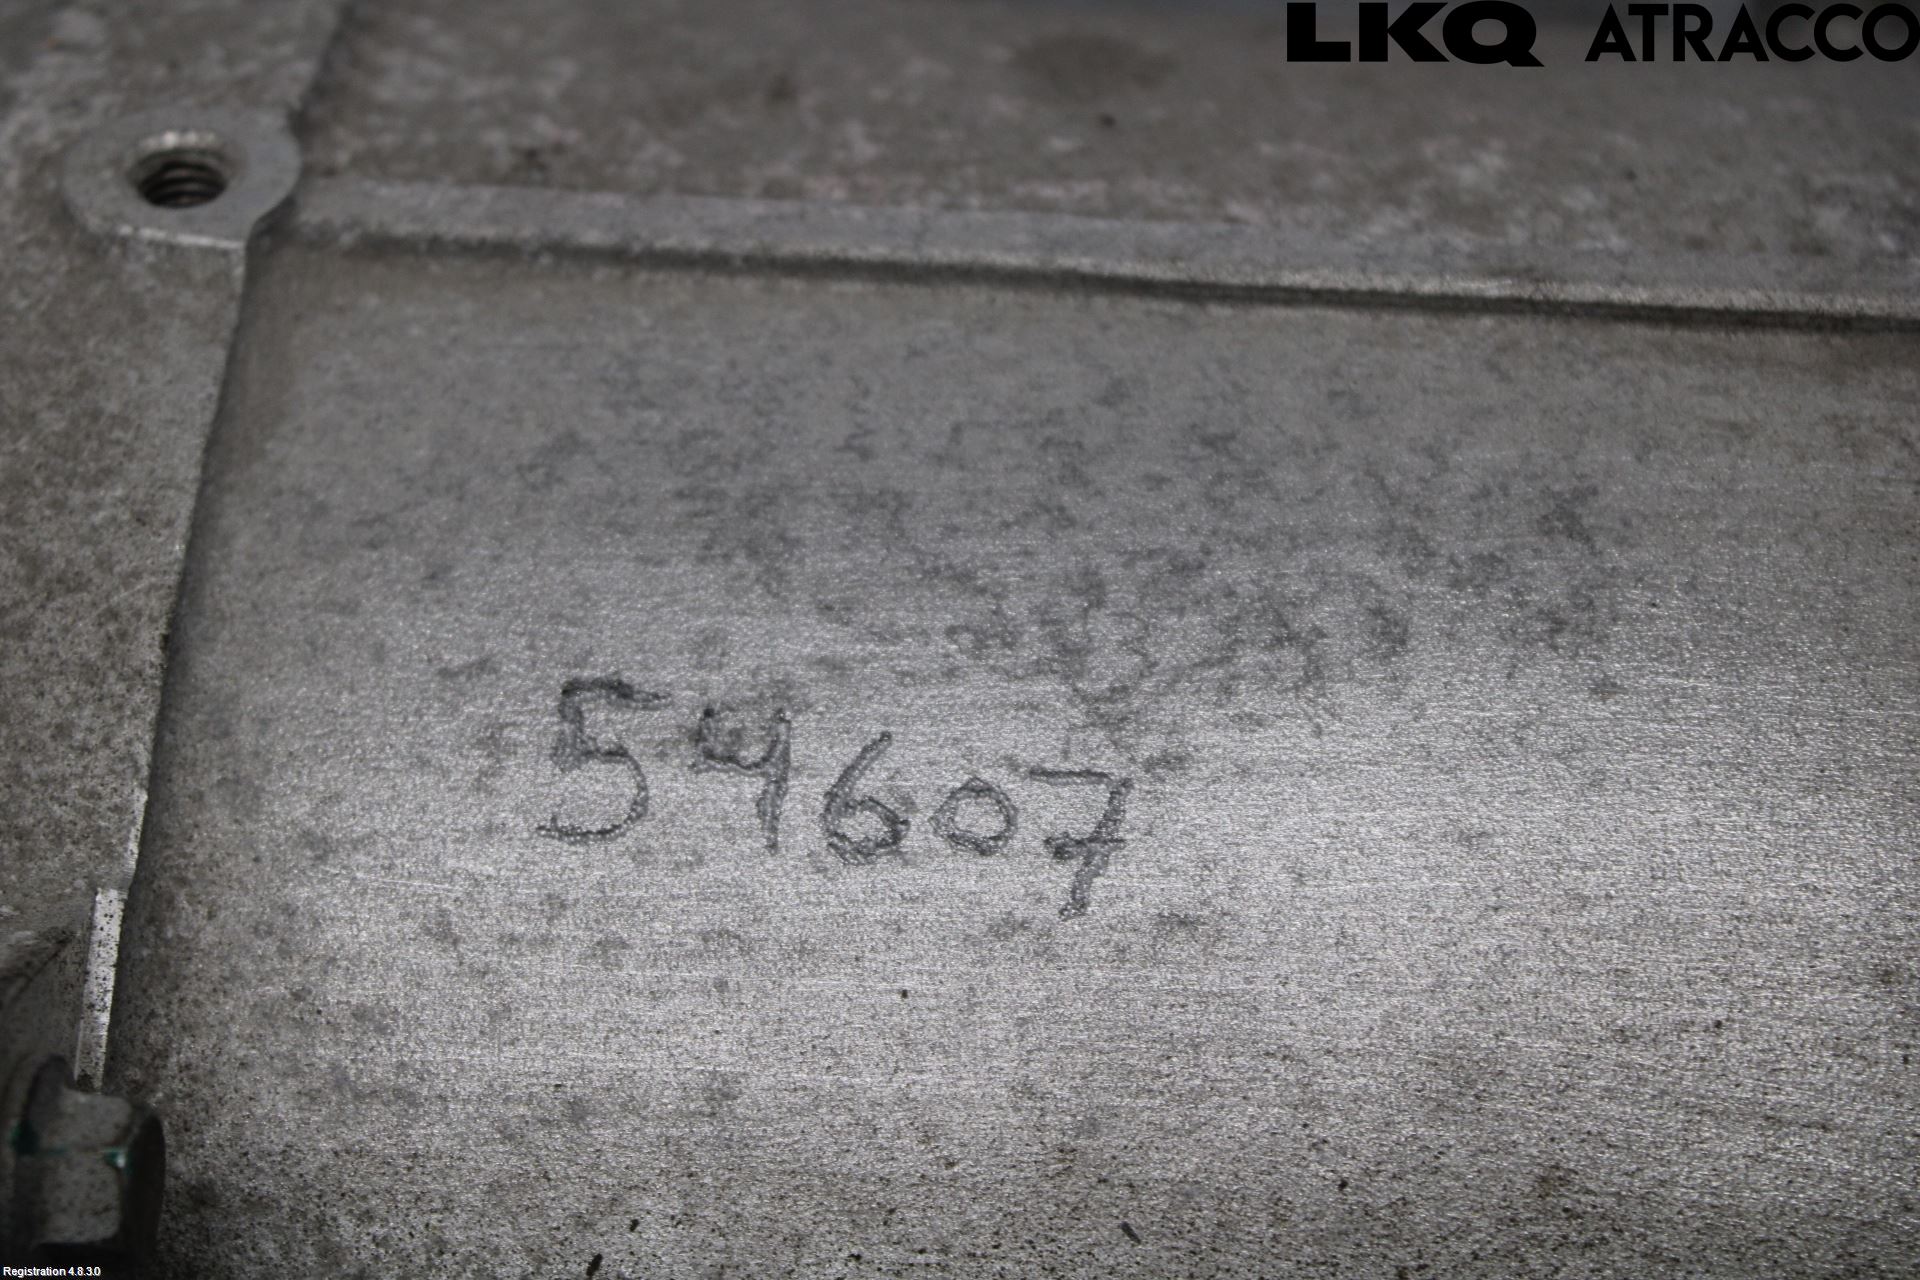 LKQ ATRACCO
54607
Registration 4.8.3.0